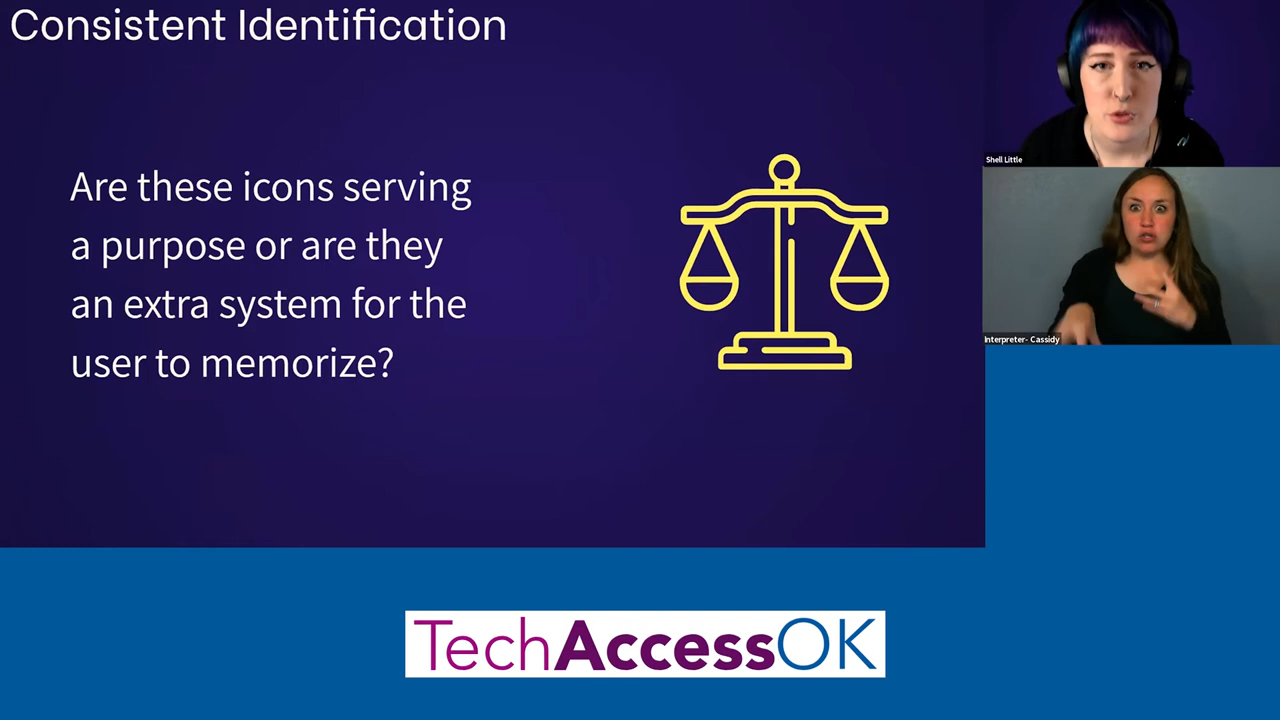 Consistent Identification
Are these icons serving
a purpose or are they
an extra system for the
user to memorize?
Shell Little
Interpreter- Cassidy
TechAccessOK